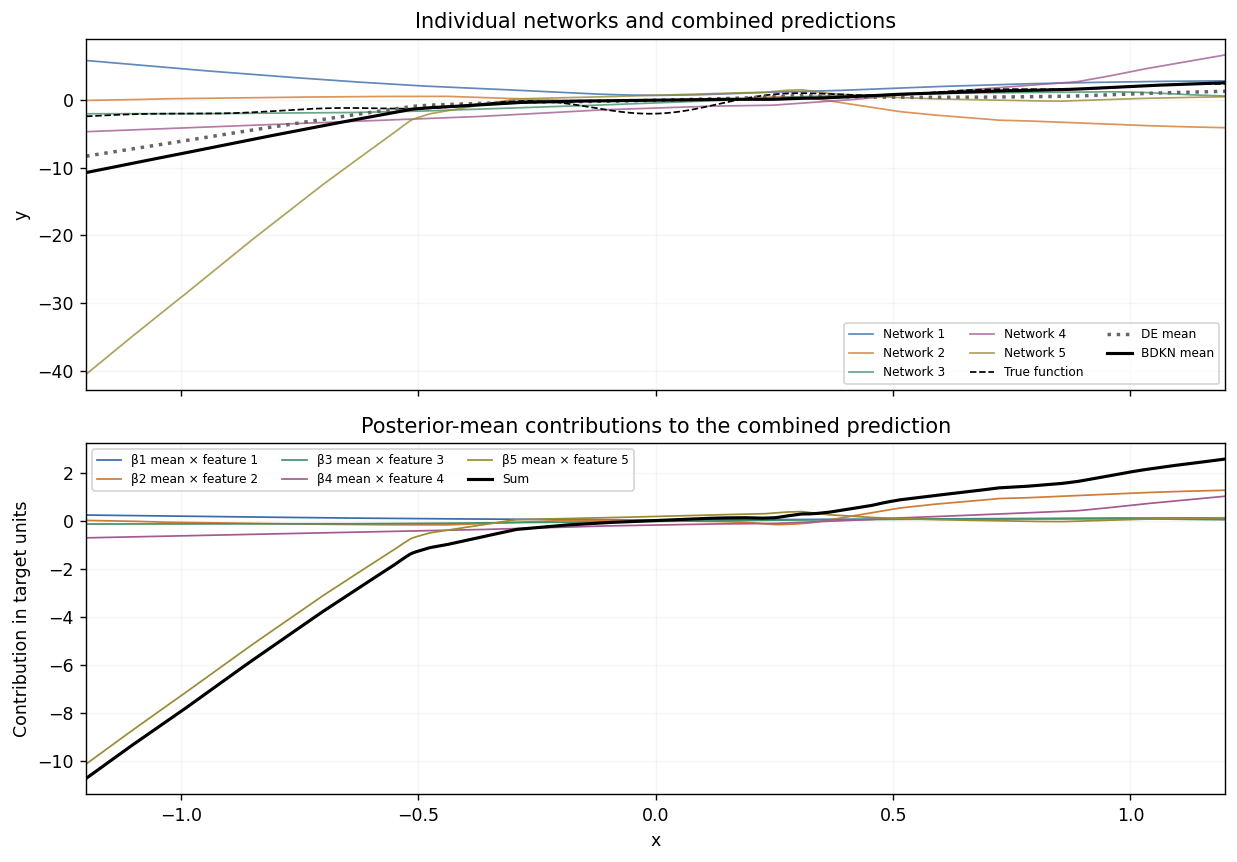 Individual networks and combined predictions
y
0
−10
−20
−30
−40
Network 1
Network 2
Network 3
Network 4
Network 5
True function
DE mean
BDKN mean
Posterior-mean contributions to the combined prediction
Contribution in target units
2
0
−2
−4
−6
−8
−10
β1 mean × feature 1
β2 mean × feature 2
β3 mean × feature 3
β4 mean × feature 4
β5 mean × feature 5
Sum
−1.0
−0.5
0.0
0.5
1.0
x